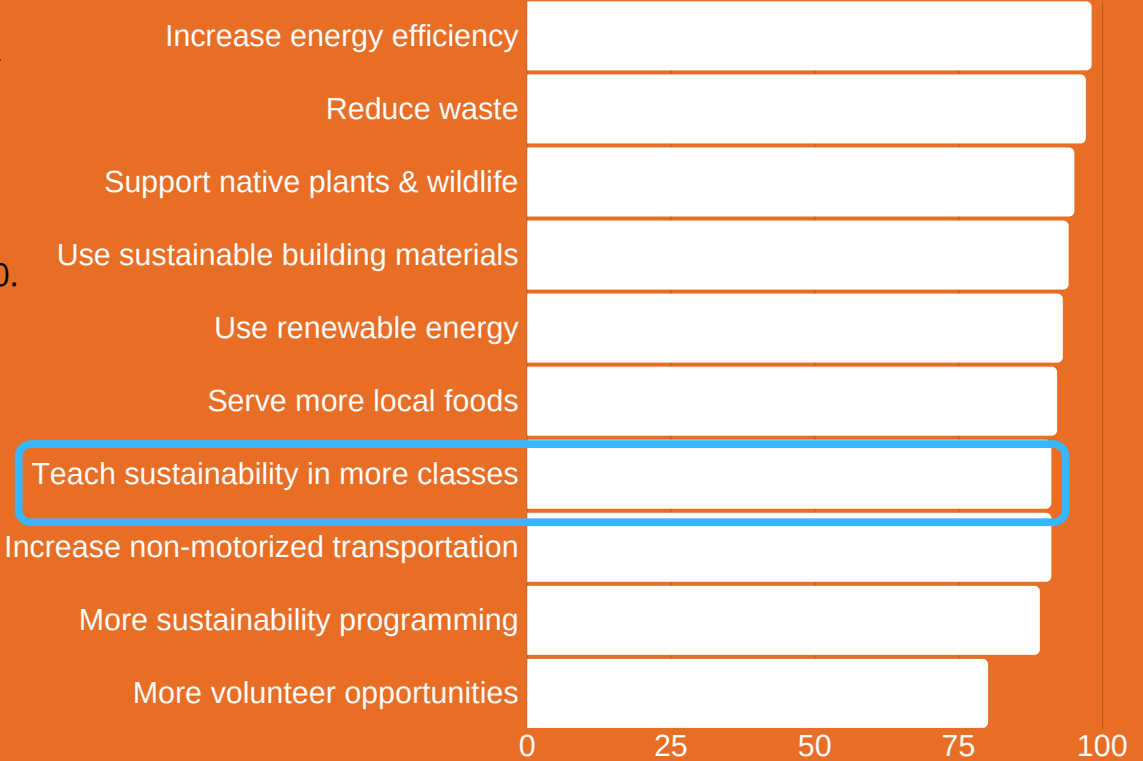 Increase energy efficiency
Reduce waste
Support native plants & wildlife
Use sustainable building materials
0.
Use renewable energy
Serve more local foods
Teach sustainability in more classes
Increase non-motorized transportation
More sustainability programming
More volunteer opportunities
0 25 50 75 100